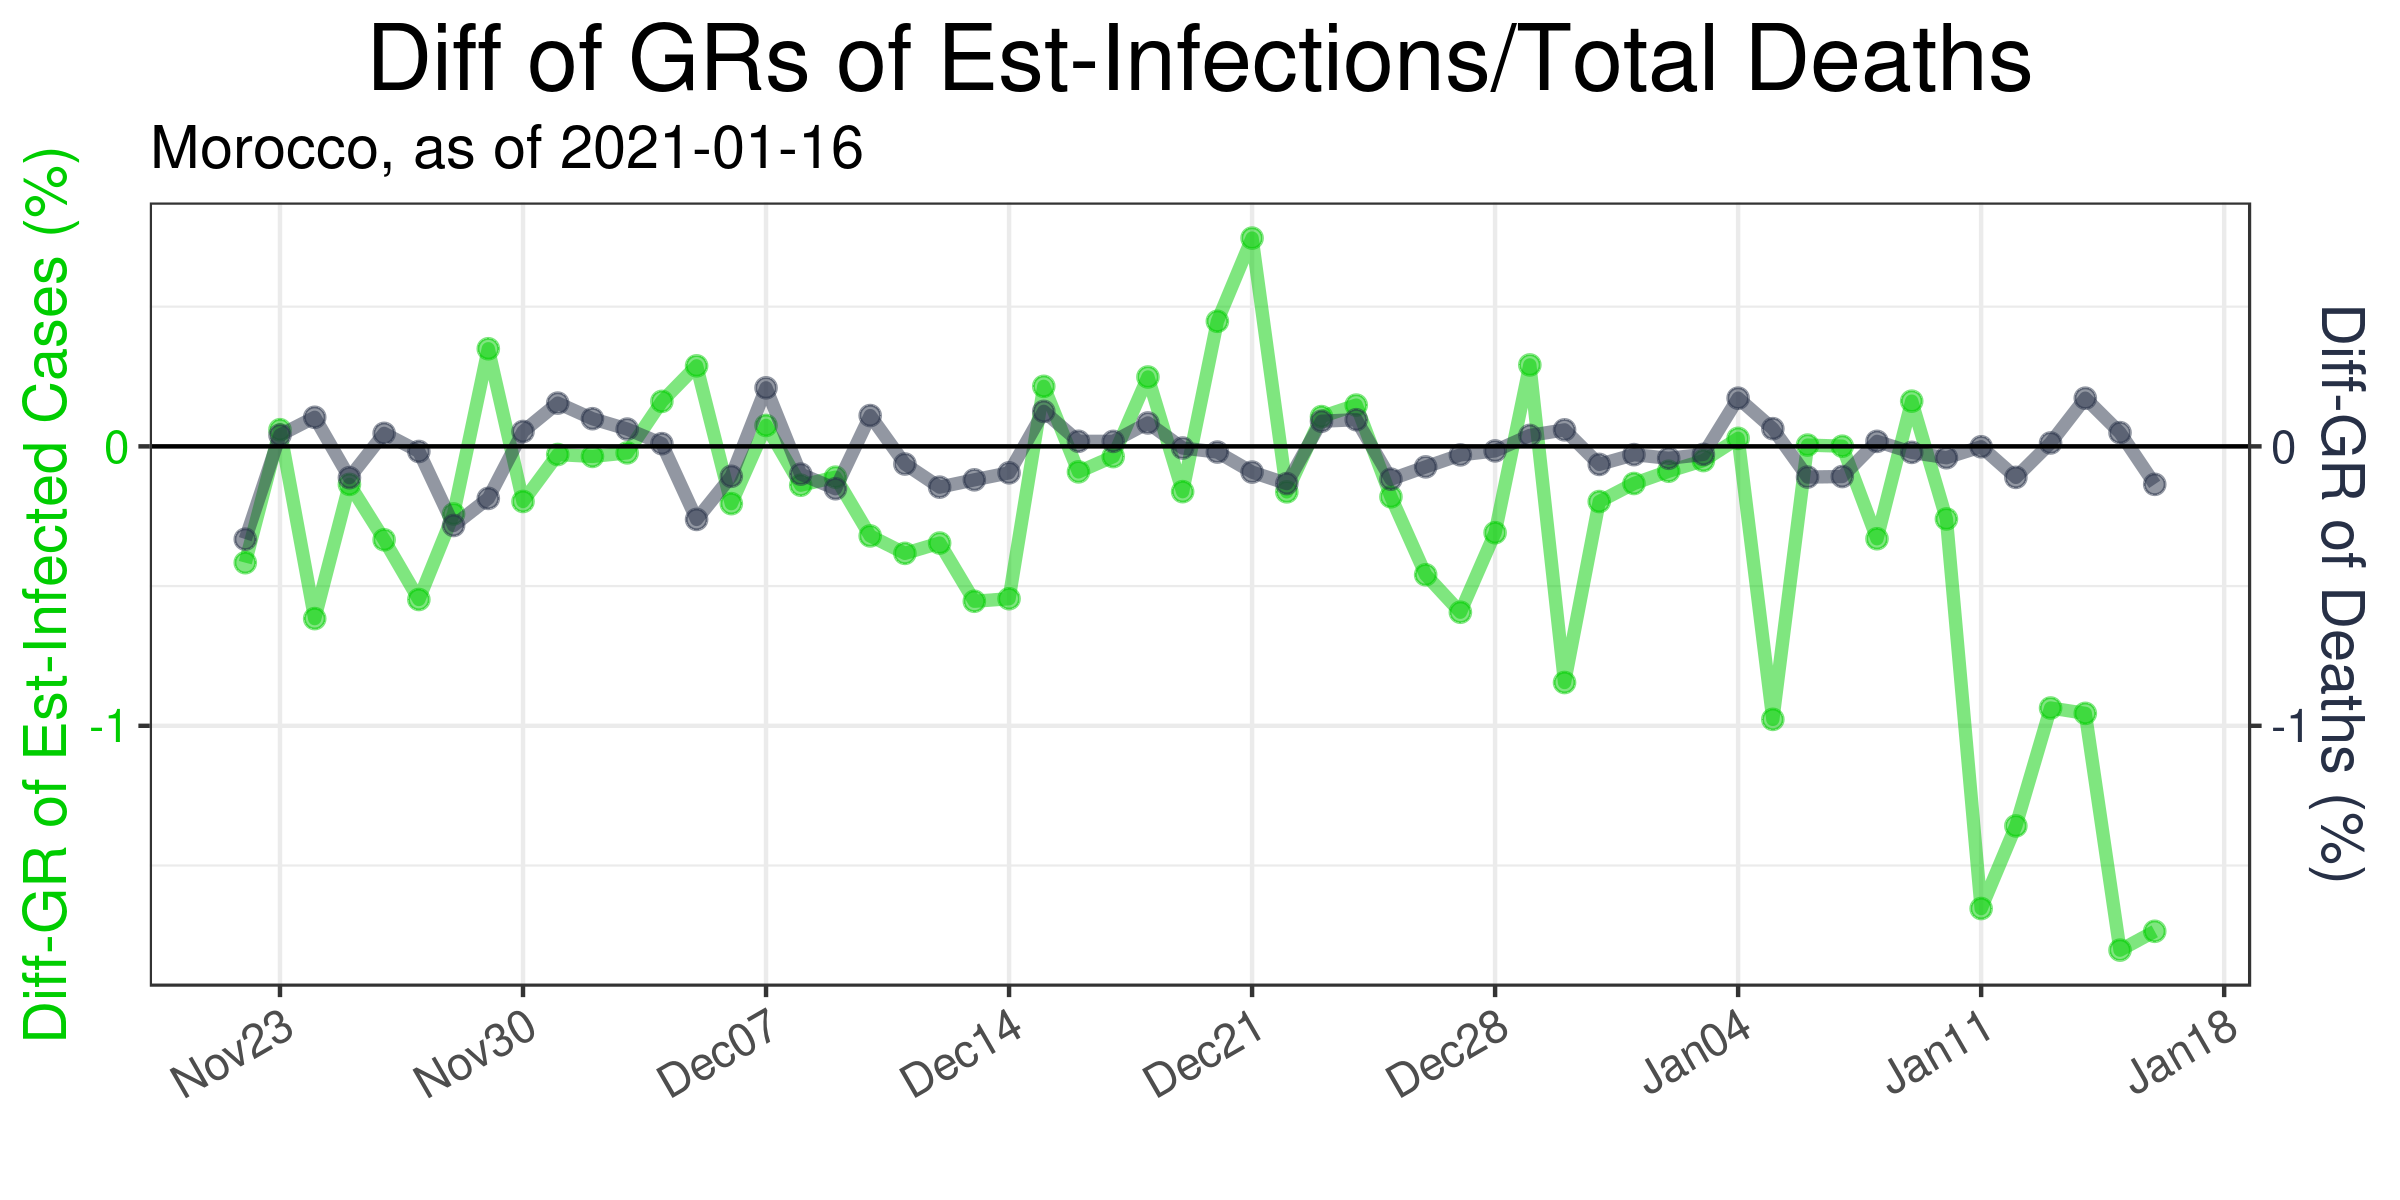 Diff of GRs of Est-Infections/Total Deaths
Morocco, as of 2021-01-16
Diff-GR of Est-Infected Cases (%)
0
-1
0
-1
Diff-GR of Deaths (%)
Nov23
Nov30
Dec07
Dec14
Dec21
Dec28
Jan04
Jan11
Jan18